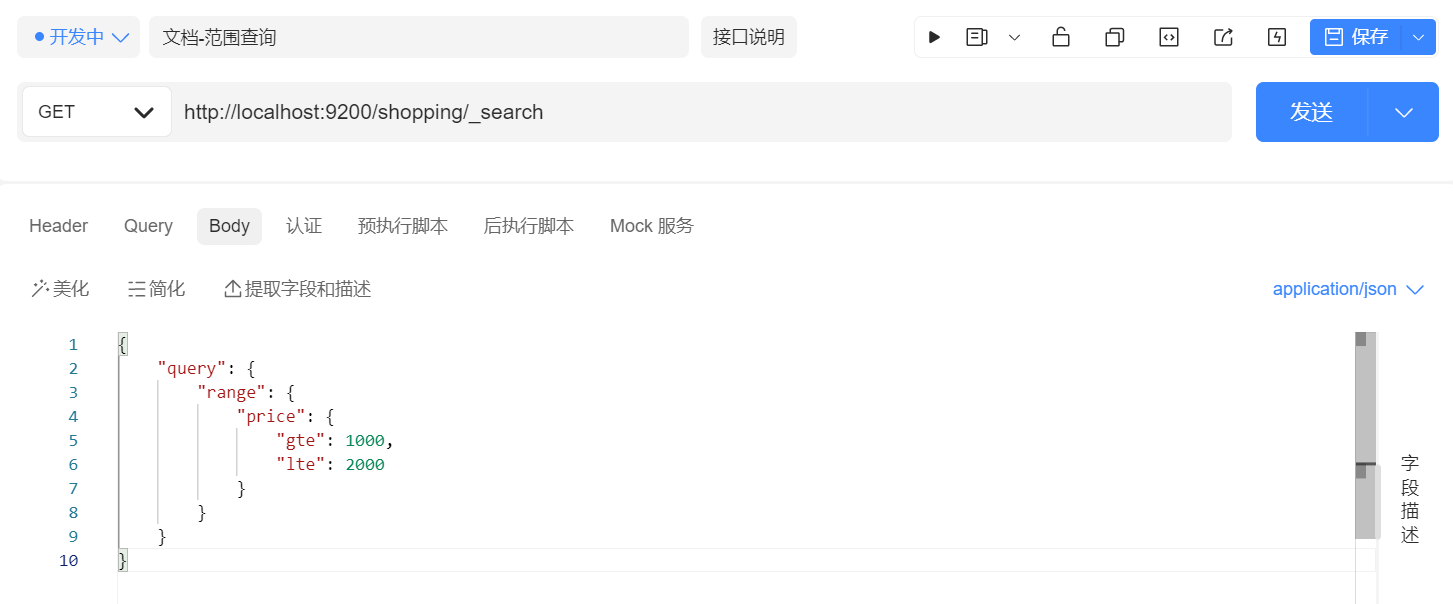 开发中 文档-范围查询 接口说明 保存
GET http://localhost:9200/shopping/_search 发送
Header Query Body 认证 预执行脚本 后执行脚本 Mock 服务
美化 简化 提取字段和描述 application/json
1 {
2 "query": {
3 "range": {
4 "price": {
5 "gte": 1000,
6 "lte": 2000
7 }
8 }
9 }
10 }
字段描述